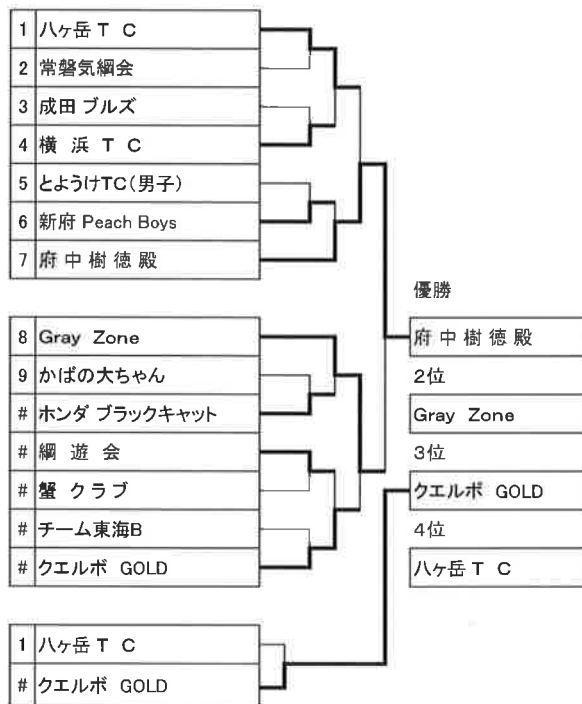 1 八ヶ岳 T C
2 常磐気綱会
3 成田 ブルズ
4 横 浜 T C
5 とようけTC(男子)
6 新府 Peach Boys
7 府 中 樹 徳 殿
優勝
8 Gray Zone
府 中 樹 徳 殿
9 かばの大ちゃん
2位
# ホンダ ブラックキャット
Gray Zone
# 綱 遊 会
3位
# 蟹 クラブ
クエルボ GOLD
# チーム東海B
4位
# クエルボ GOLD
八ヶ岳 T C
1 八ヶ岳 T C
# クエルボ GOLD